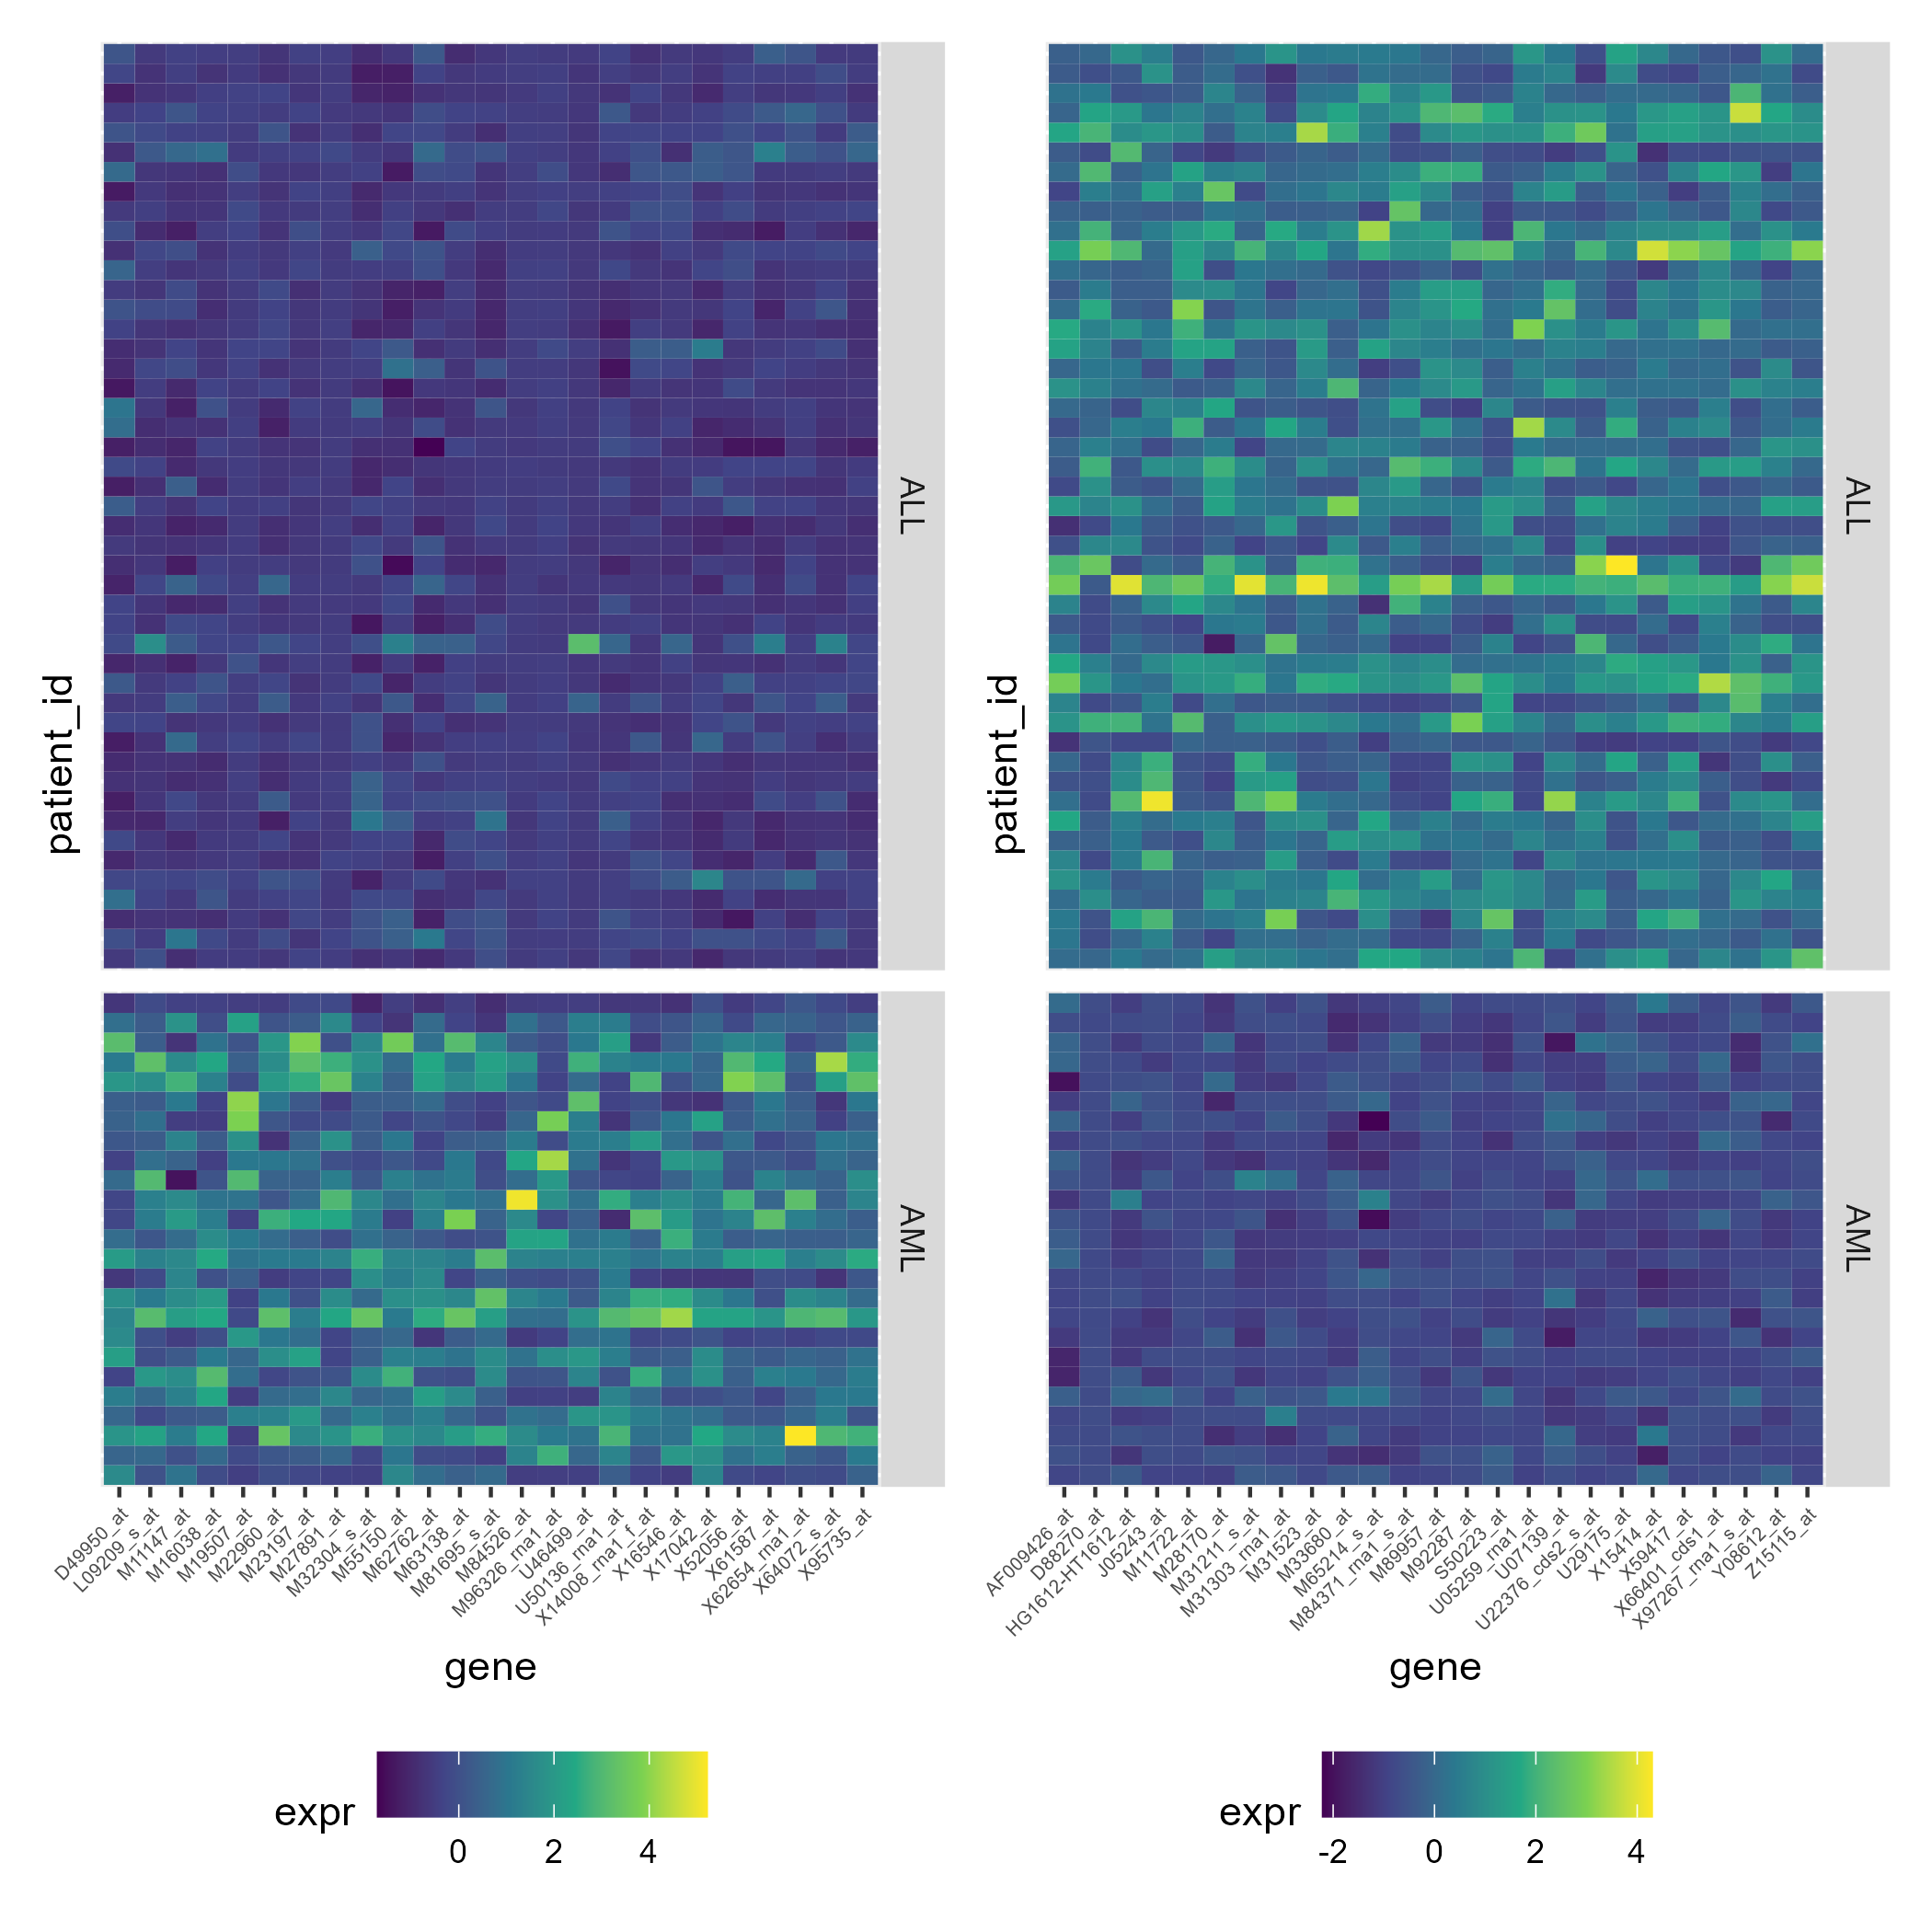 patient_id
ALL
AML
D49950_at
L09209_s_at
M11147_at
M16038_at
M19507_at
M22960_at
M23197_at
M27891_at
M32304_s_at
M55150_at
M62762_at
M63138_at
M81695_s_at
M84526_at
M96326_rna1_at
U46499_at
U50136_rna1_at
X14008_rna1_f_at
X16546_at
X17042_at
X52056_at
X61587_at
X62654_rna1_at
X64072_s_at
X95735_at
gene
expr
0 2 4
patient_id
ALL
AML
AF009426_at
D88270_at
HG1612-HT1612_at
J05243_at
M11722_at
M28170_at
M31211_s_at
M31303_rna1_at
M31523_at
M33680_at
M65214_s_at
M84371_rna1_s_at
M89957_at
M92287_at
S50223_at
U05259_rna1_at
U07139_at
U22376_cds2_s_at
U29175_at
X15414_at
X59417_at
X66401_cds1_at
X97267_rna1_s_at
Y08612_at
Z15115_at
gene
expr
-2 0 2 4